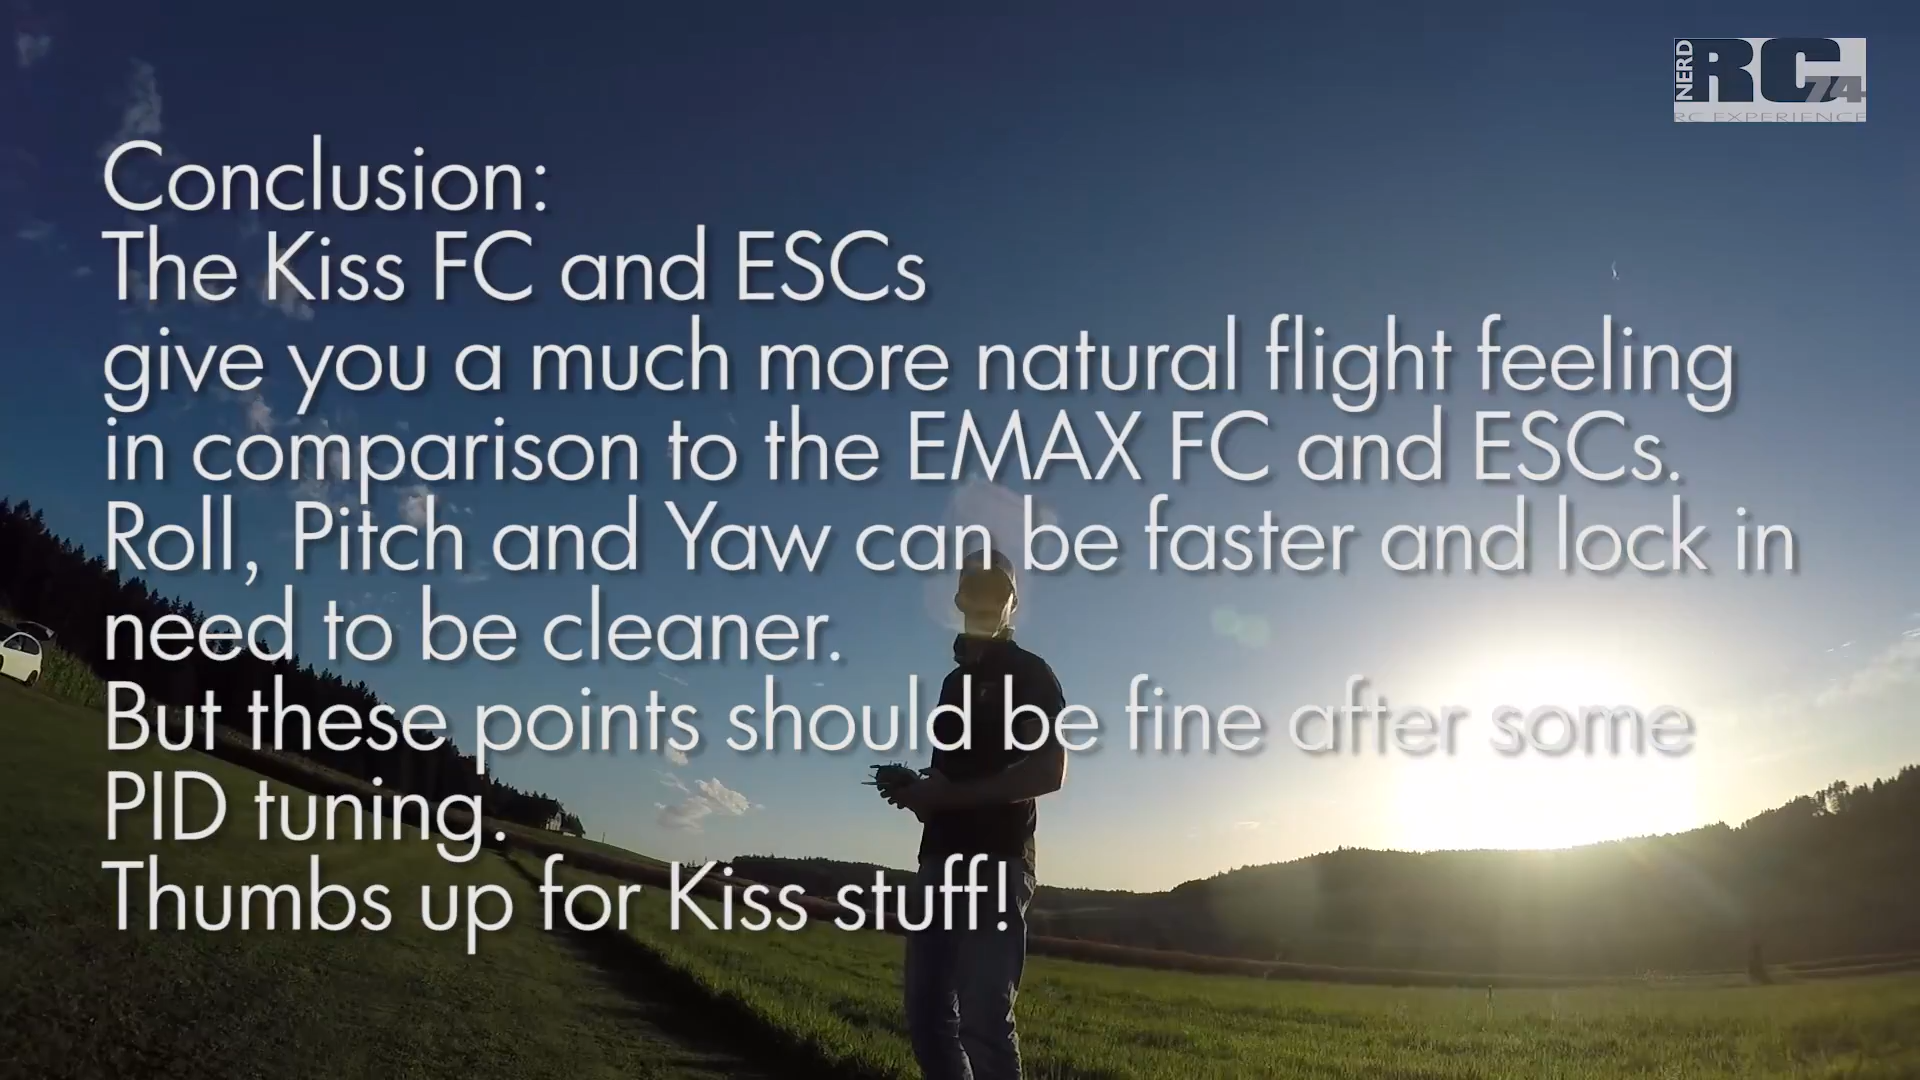 NERD
RC
74
RC EXPERIENCE
Conclusion:
The Kiss FC and ESCs
give you a much more natural flight feeling
in comparison to the EMAX FC and ESCs.
Roll, Pitch and Yaw can be faster and lock in
need to be cleaner.
But these points should be fine after some
PID tuning.
Thumbs up for Kiss stuff!